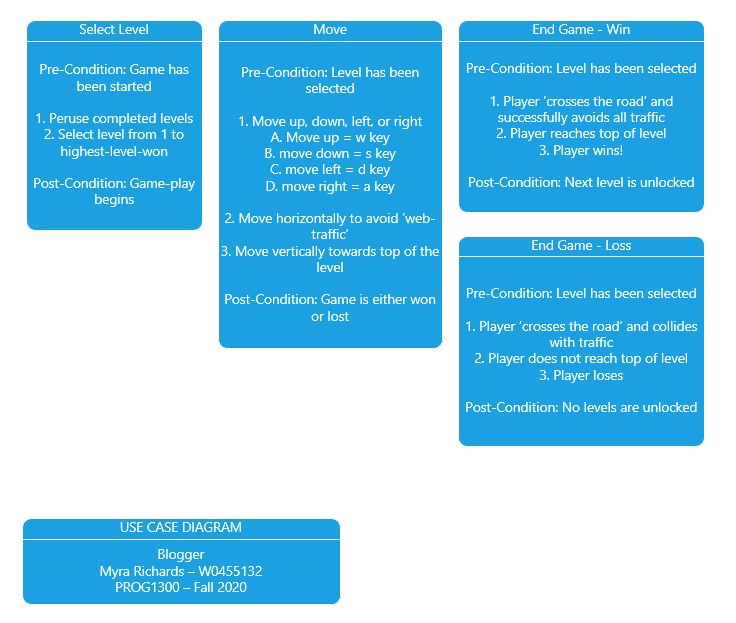 Select Level
Pre-Condition: Game has
been started
1. Peruse completed levels
2. Select level from 1 to
highest-level-won
Post-Condition: Game-play
begins
Move
Pre-Condition: Level has been
selected
1. Move up, down, left, or right
A. Move up = w key
B. move down = s key
C. move left = d key
D. move right = a key
2. Move horizontally to avoid ‘web-
traffic’
3. Move vertically towards top of the
level
Post-Condition: Game is either won
or lost
End Game - Win
Pre-Condition: Level has been selected
1. Player ‘crosses the road’ and
successfully avoids all traffic
2. Player reaches top of level
3. Player wins!
Post-Condition: Next level is unlocked
End Game - Loss
Pre-Condition: Level has been selected
1. Player ‘crosses the road’ and collides
with traffic
2. Player does not reach top of level
3. Player loses
Post-Condition: No levels are unlocked
USE CASE DIAGRAM
Blogger
Myra Richards – W0455132
PROG1300 – Fall 2020